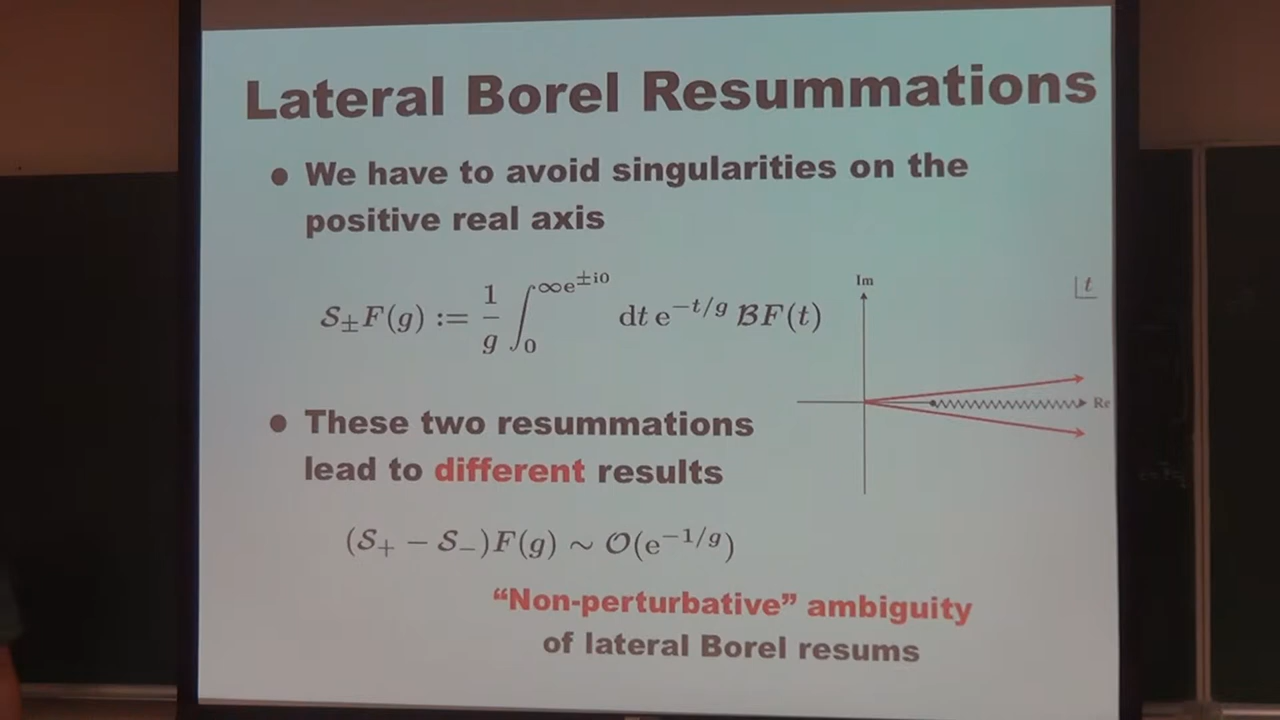 Lateral Borel Resummations
• We have to avoid singularities on the
positive real axis
$\mathcal{S}_{\pm}F(g) := \frac{1}{g} \int_0^{\infty e^{\pm i0}} \mathrm{d}t\, e^{-t/g}\, \mathcal{B}F(t)$
Im
t
Re
• These two resummations
lead to different results
$(\mathcal{S}_+ - \mathcal{S}_-)F(g) \sim \mathcal{O}(e^{-1/g})$
“Non-perturbative” ambiguity
of lateral Borel resums